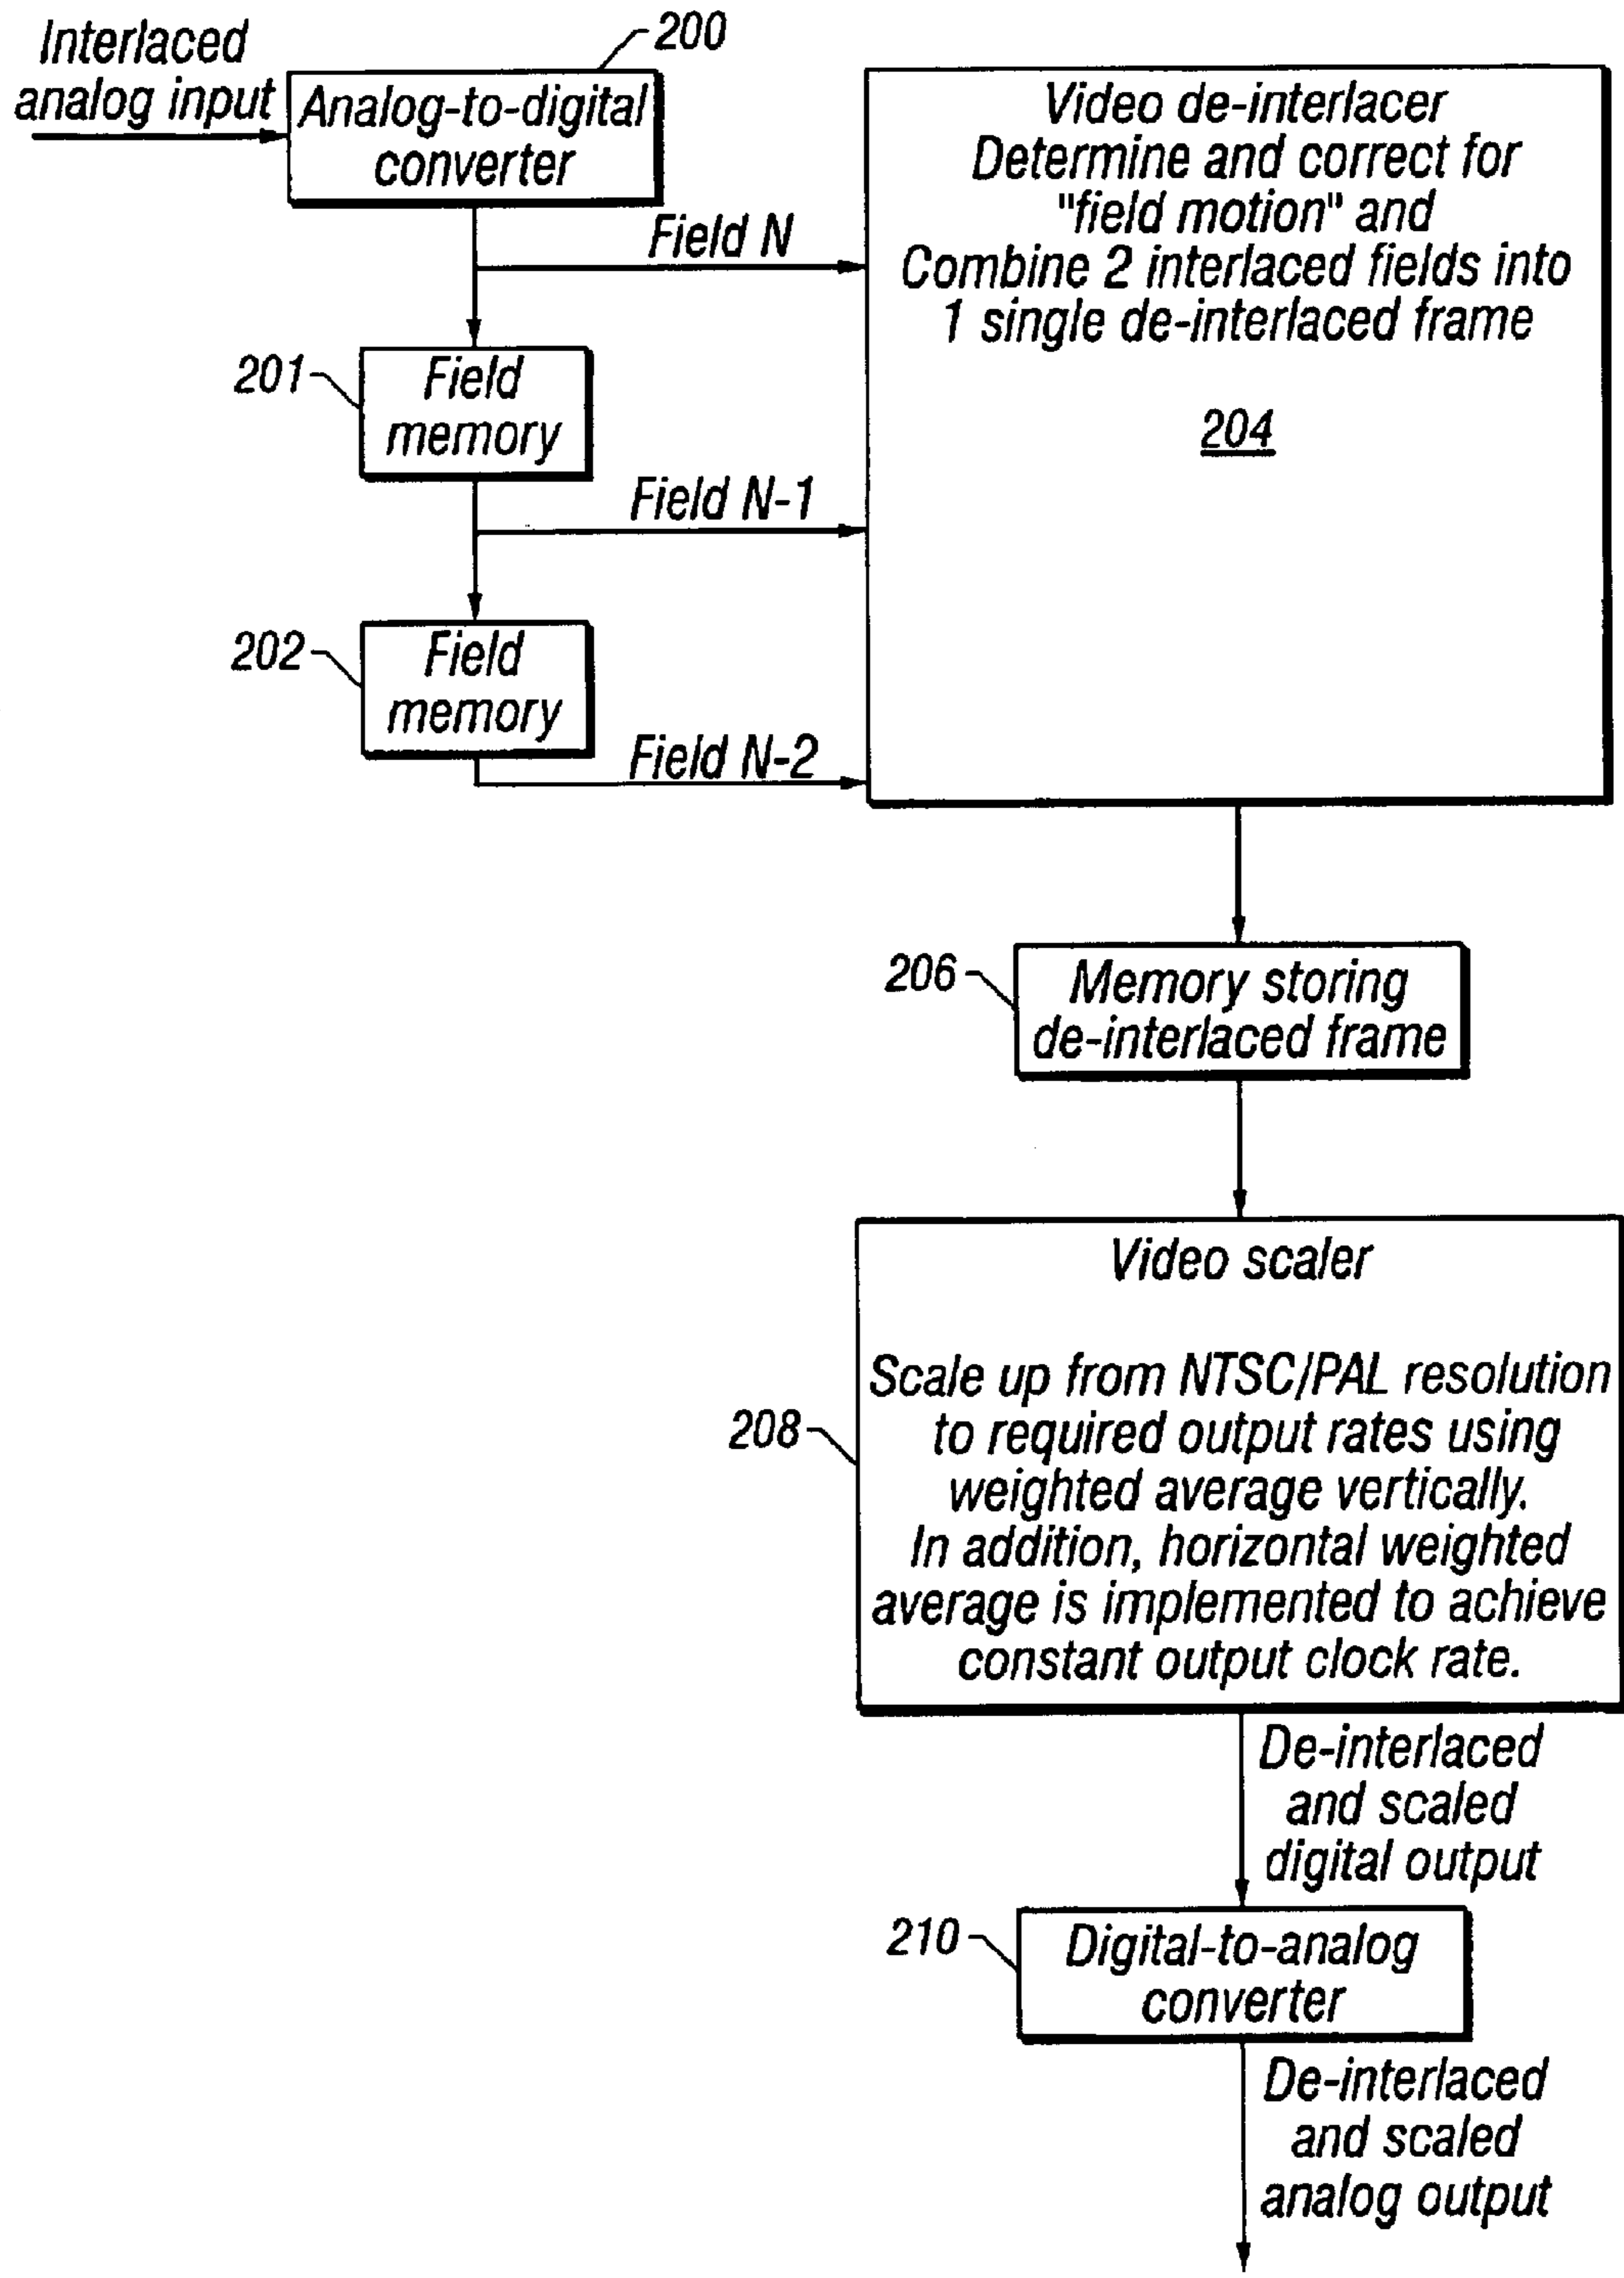 Interlaced
analog input
200
Analog-to-digital
converter
Field N
201
Field
memory
Field N-1
202
Field
memory
Field N-2
Video de-interlacer
Determine and correct for
"field motion" and
Combine 2 interlaced fields into
1 single de-interlaced frame
204
206
Memory storing
de-interlaced frame
Video scaler
208
Scale up from NTSC/PAL resolution
to required output rates using
weighted average vertically.
In addition, horizontal weighted
average is implemented to achieve
constant output clock rate.
De-interlaced
and scaled
digital output
210
Digital-to-analog
converter
De-interlaced
and scaled
analog output